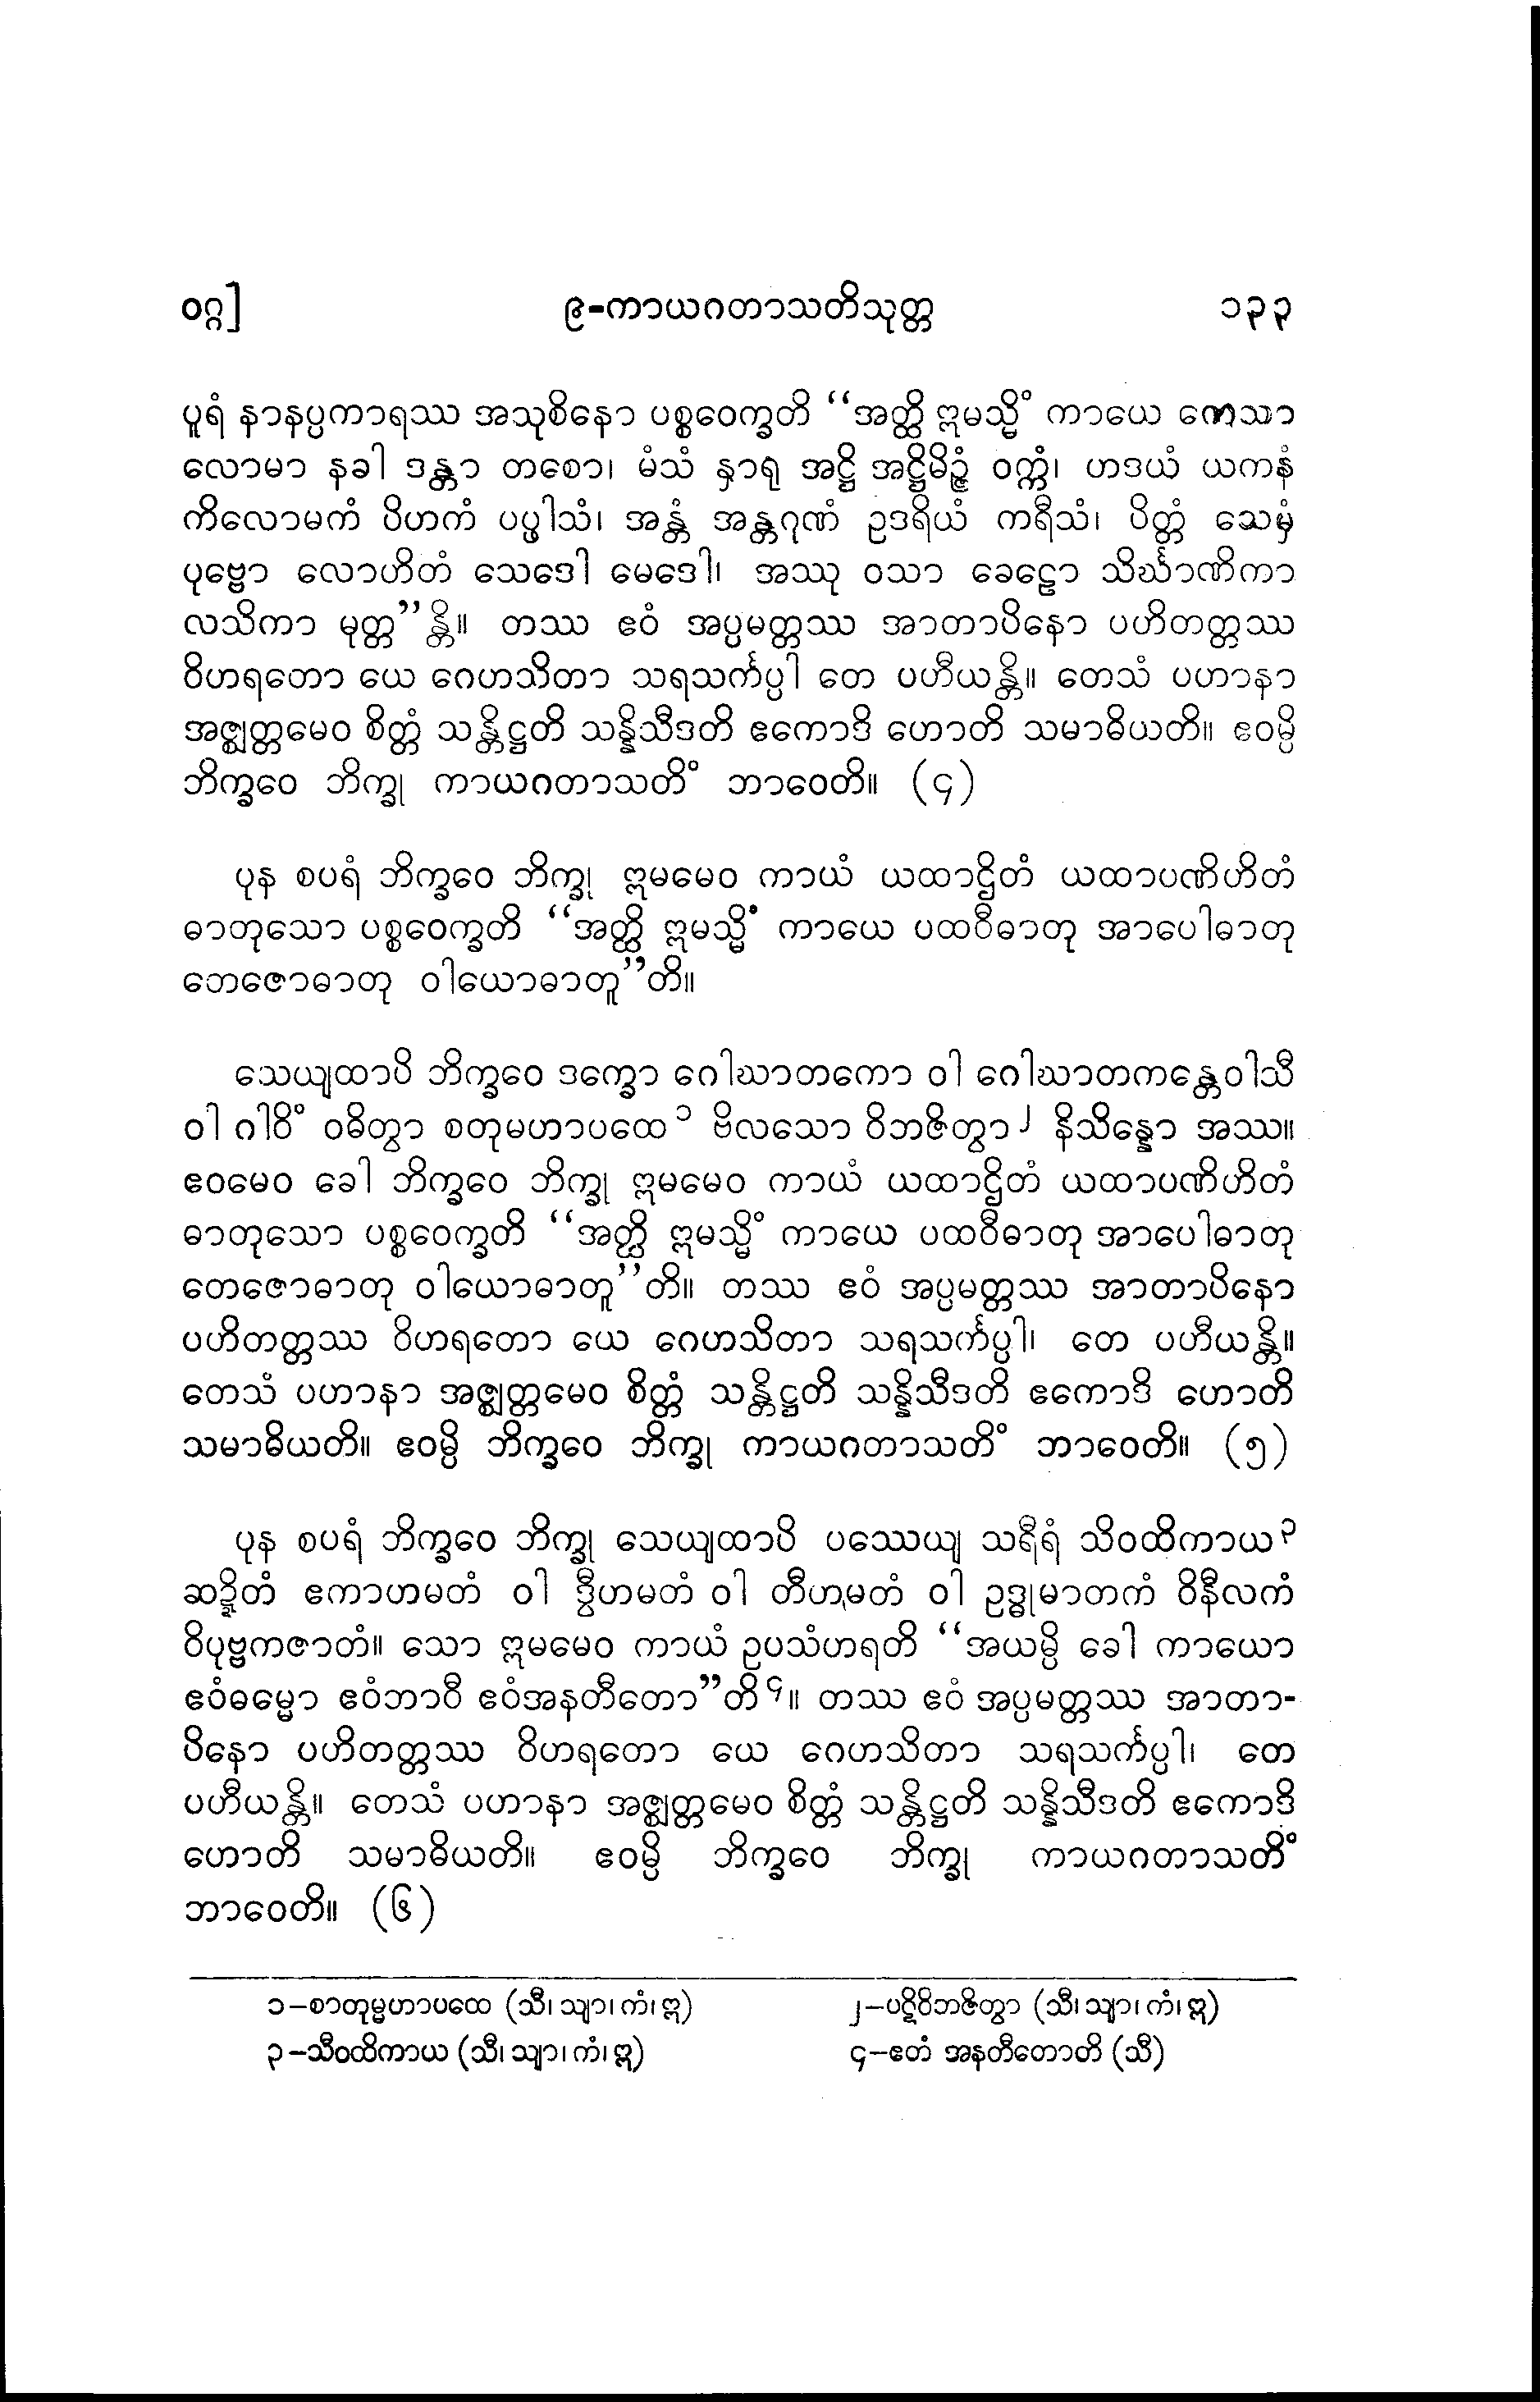 ဝဂ္ဂ] ၉-ကာယဂတာသတိသုတ္တ ၁၃၃
ပူရံ နာနပ္ပကာရဿ အသုစိနော ပစ္စဝေက္ခတိ “အတ္ထိ ဣမသ္မိံ ကာယေ ကေသာ
လောမာ နခါ ဒန္တာ တစော၊ မံသံ နှာရု အဋ္ဌိ အဋ္ဌိမိဉ္ဇံ ဝက္ကံ၊ ဟဒယံ ယကနံ
ကိလောမကံ ပိဟကံ ပပ္ဖါသံ၊ အန္တံ အန္တဂုဏံ ဥဒရိယံ ကရီသံ၊ ပိတ္တံ သေမှံ
ပုဗ္ဗော လောဟိတံ သေဒေါ မေဒေါ၊ အဿု ဝသာ ခေဠော သိင်္ဃာဏိကာ
လသိကာ မုတ္တ”န္တိ။ တဿ ဧဝံ အပ္ပမတ္တဿ အာတာပိနော ပဟိတတ္တဿ
ဝိဟရတော ယေ ဂေဟသိတာ သရသင်္ကပ္ပါ တေ ပဟီယန္တိ။ တေသံ ပဟာနာ
အဇ္ဈတ္တမေဝ စိတ္တံ သန္တိဋ္ဌတိ သန္နိသီဒတိ ဧကောဒိ ဟောတိ သမာဓိယတိ။ ဧဝမ္ပိ
ဘိက္ခဝေ ဘိက္ခု ကာယဂတာသတိံ ဘာဝေတိ။ (၄)
ပုန စပရံ ဘိက္ခဝေ ဘိက္ခု ဣမမေဝ ကာယံ ယထာဌိတံ ယထာပဏိဟိတံ
ဓာတုသော ပစ္စဝေက္ခတိ “အတ္ထိ ဣမသ္မိံ ကာယေ ပထဝီဓာတု အာပေါဓာတု
တေဇောဓာတု ဝါယောဓာတူ”တိ။
သေယျထာပိ ဘိက္ခဝေ ဒက္ခော ဂေါဃာတကော ဝါ ဂေါဃာတကန္တေဝါသီ
ဝါ ဂါဝိံ ဝဓိတွာ စတုမဟာပထေ၁ ဗိလသော ဝိဘဇိတွာ၂ နိသိန္နော အဿ။
ဧဝမေဝ ခေါ ဘိက္ခဝေ ဘိက္ခု ဣမမေဝ ကာယံ ယထာဌိတံ ယထာပဏိဟိတံ
ဓာတုသော ပစ္စဝေက္ခတိ “အတ္ထိ ဣမသ္မိံ ကာယေ ပထဝီဓာတု အာပေါဓာတု
တေဇောဓာတု ဝါယောဓာတူ”တိ။ တဿ ဧဝံ အပ္ပမတ္တဿ အာတာပိနော
ပဟိတတ္တဿ ဝိဟရတော ယေ ဂေဟသိတာ သရသင်္ကပ္ပါ၊ တေ ပဟီယန္တိ။
တေသံ ပဟာနာ အဇ္ဈတ္တမေဝ စိတ္တံ သန္တိဋ္ဌတိ သန္နိသီဒတိ ဧကောဒိ ဟောတိ
သမာဓိယတိ။ ဧဝမ္ပိ ဘိက္ခဝေ ဘိက္ခု ကာယဂတာသတိံ ဘာဝေတိ။ (၅)
ပုန စပရံ ဘိက္ခဝေ ဘိက္ခု သေယျထာပိ ပဿေယျ သရီရံ သိဝထိကာယ၃
ဆဍ္ဍိတံ ဧကာဟမတံ ဝါ ဒွီဟမတံ ဝါ တီဟမတံ ဝါ ဥဒ္ဓုမာတကံ ဝိနီလကံ
ဝိပုဗ္ဗကဇာတံ။ သော ဣမမေဝ ကာယံ ဥပသံဟရတိ “အယမ္ပိ ခေါ ကာယော
ဧဝံဓမ္မော ဧဝံဘာဝီ ဧဝံအနတီတော”တိ၄။ တဿ ဧဝံ အပ္ပမတ္တဿ အာတာ-
ပိနော ပဟိတတ္တဿ ဝိဟရတော ယေ ဂေဟသိတာ သရသင်္ကပ္ပါ၊ တေ
ပဟီယန္တိ။ တေသံ ပဟာနာ အဇ္ဈတ္တမေဝ စိတ္တံ သန္တိဋ္ဌတိ သန္နိသီဒတိ ဧကောဒိ
ဟောတိ သမာဓိယတိ။ ဧဝမ္ပိ ဘိက္ခဝေ ဘိက္ခု ကာယဂတာသတိံ
ဘာဝေတိ။ (၆)
၁–စာတုမ္မဟာပထေ (သီ၊ သျာ၊ ကံ၊ ဣ) ၂–ပဋိဝိဘဇိတွာ (သီ၊ သျာ၊ ကံ၊ ဣ)
၃–သီဝထိကာယ (သီ၊ သျာ၊ ကံ၊ ဣ) ၄–ဧတံ အနတီတောတိ (သီ)